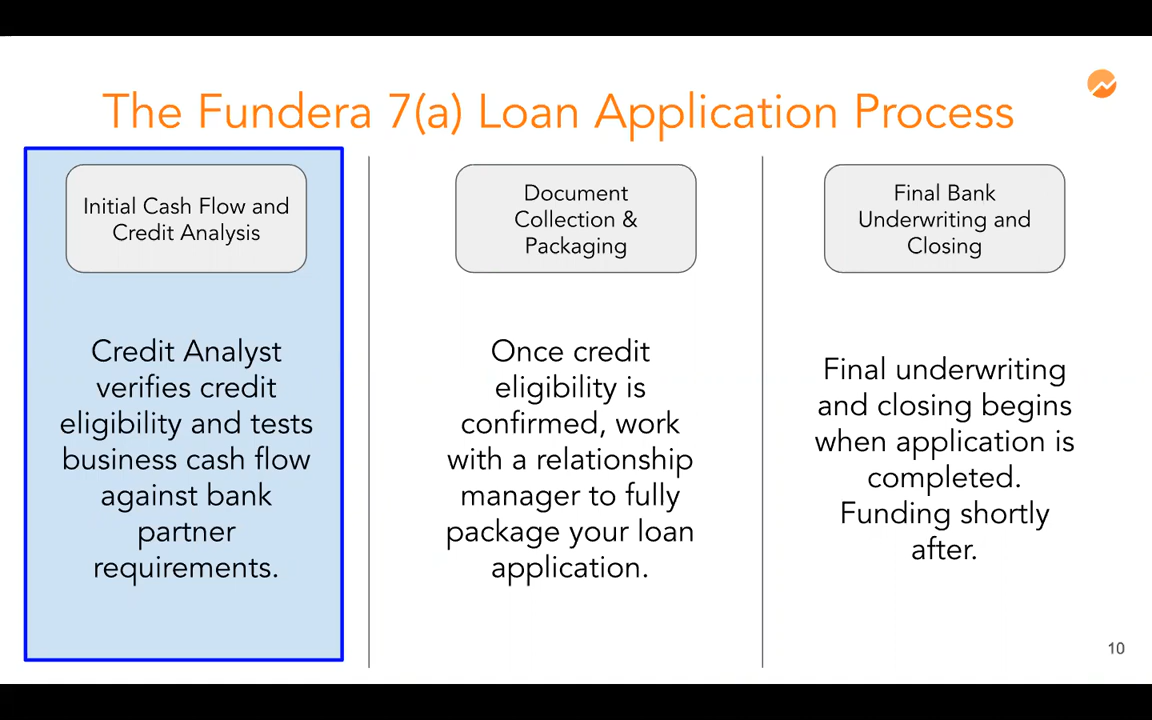 The Fundera 7(a) Loan Application Process
Initial Cash Flow and
Credit Analysis
Credit Analyst
verifies credit
eligibility and tests
business cash flow
against bank
partner
requirements.
Document
Collection &
Packaging
Once credit
eligibility is
confirmed, work
with a relationship
manager to fully
package your loan
application.
Final Bank
Underwriting and
Closing
Final underwriting
and closing begins
when application is
completed.
Funding shortly
after.
10